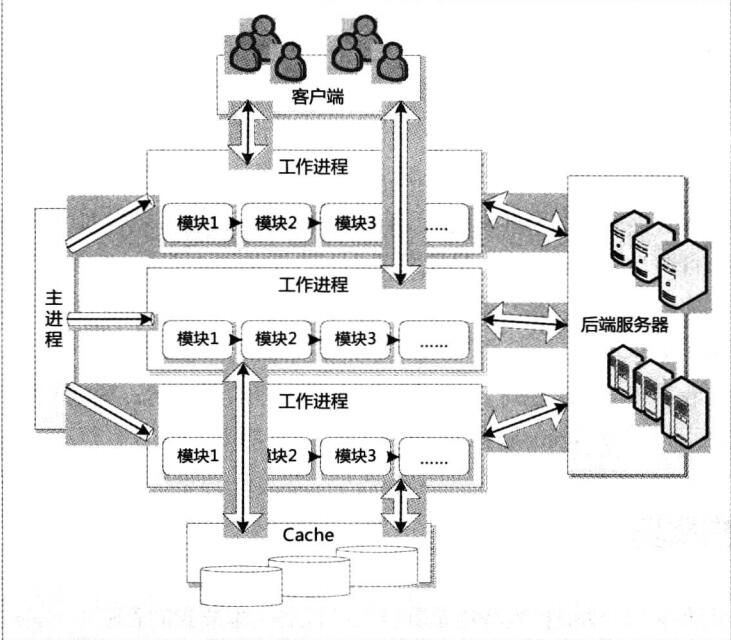 客户端
工作进程
模块1
模块2
模块3
.....
工作进程
模块1
模块2
模块3
......
工作进程
模块1
模块2
模块3
......
主进程
后端服务器
Cache